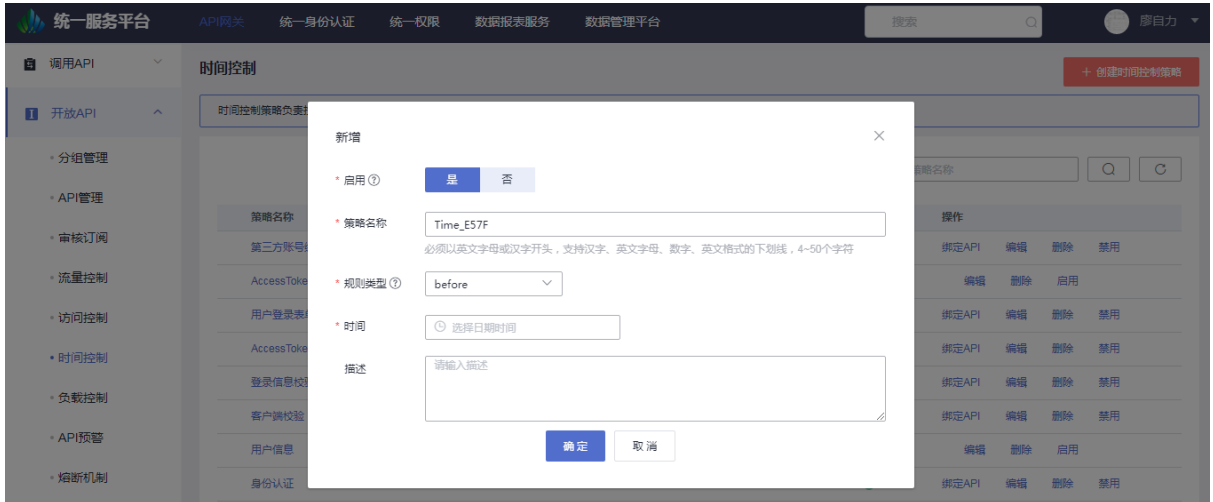 统一服务平台 API网关 统一身份认证 统一权限 数据报表服务 数据管理平台 搜索 廖自力
调用API
时间控制
+ 创建时间控制策略
开放API
时间控制策略负责
新增
分组管理
* 启用 是 否
策略名称
API管理
策略名称 操作
* 策略名称 Time_E57F
审核订阅
第三方账号 绑定API 编辑 删除 禁用
必须以英文字母或汉字开头，支持汉字、英文字母、数字、英文格式的下划线，4~50个字符
流量控制
AccessToke 编辑 删除 启用
* 规则类型 before
访问控制
用户登录表 绑定API 编辑 删除 禁用
* 时间 选择日期时间
时间控制
AccessToke 绑定API 编辑 删除 禁用
描述 请输入描述
登录信息校 绑定API 编辑 删除 禁用
负载控制
客户端校验 绑定API 编辑 删除 禁用
API预警
用户信息 编辑 删除 启用
确定 取消
熔断机制
身份认证 绑定API 编辑 删除 禁用